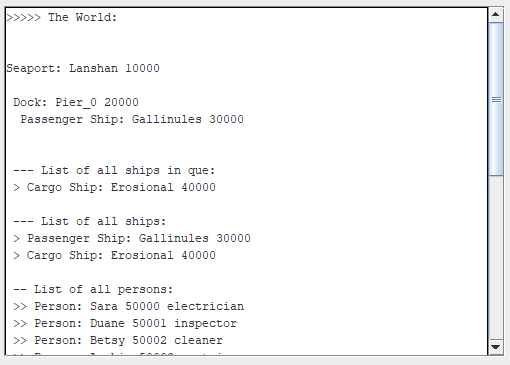 >>>>> The World:
Seaport: Lanshan 10000
Dock: Pier_0 20000
Passenger Ship: Gallinules 30000
--- List of all ships in que:
> Cargo Ship: Erosional 40000
--- List of all ships:
> Passenger Ship: Gallinules 30000
> Cargo Ship: Erosional 40000
-- List of all persons:
>> Person: Sara 50000 electrician
>> Person: Duane 50001 inspector
>> Person: Betsy 50002 cleaner